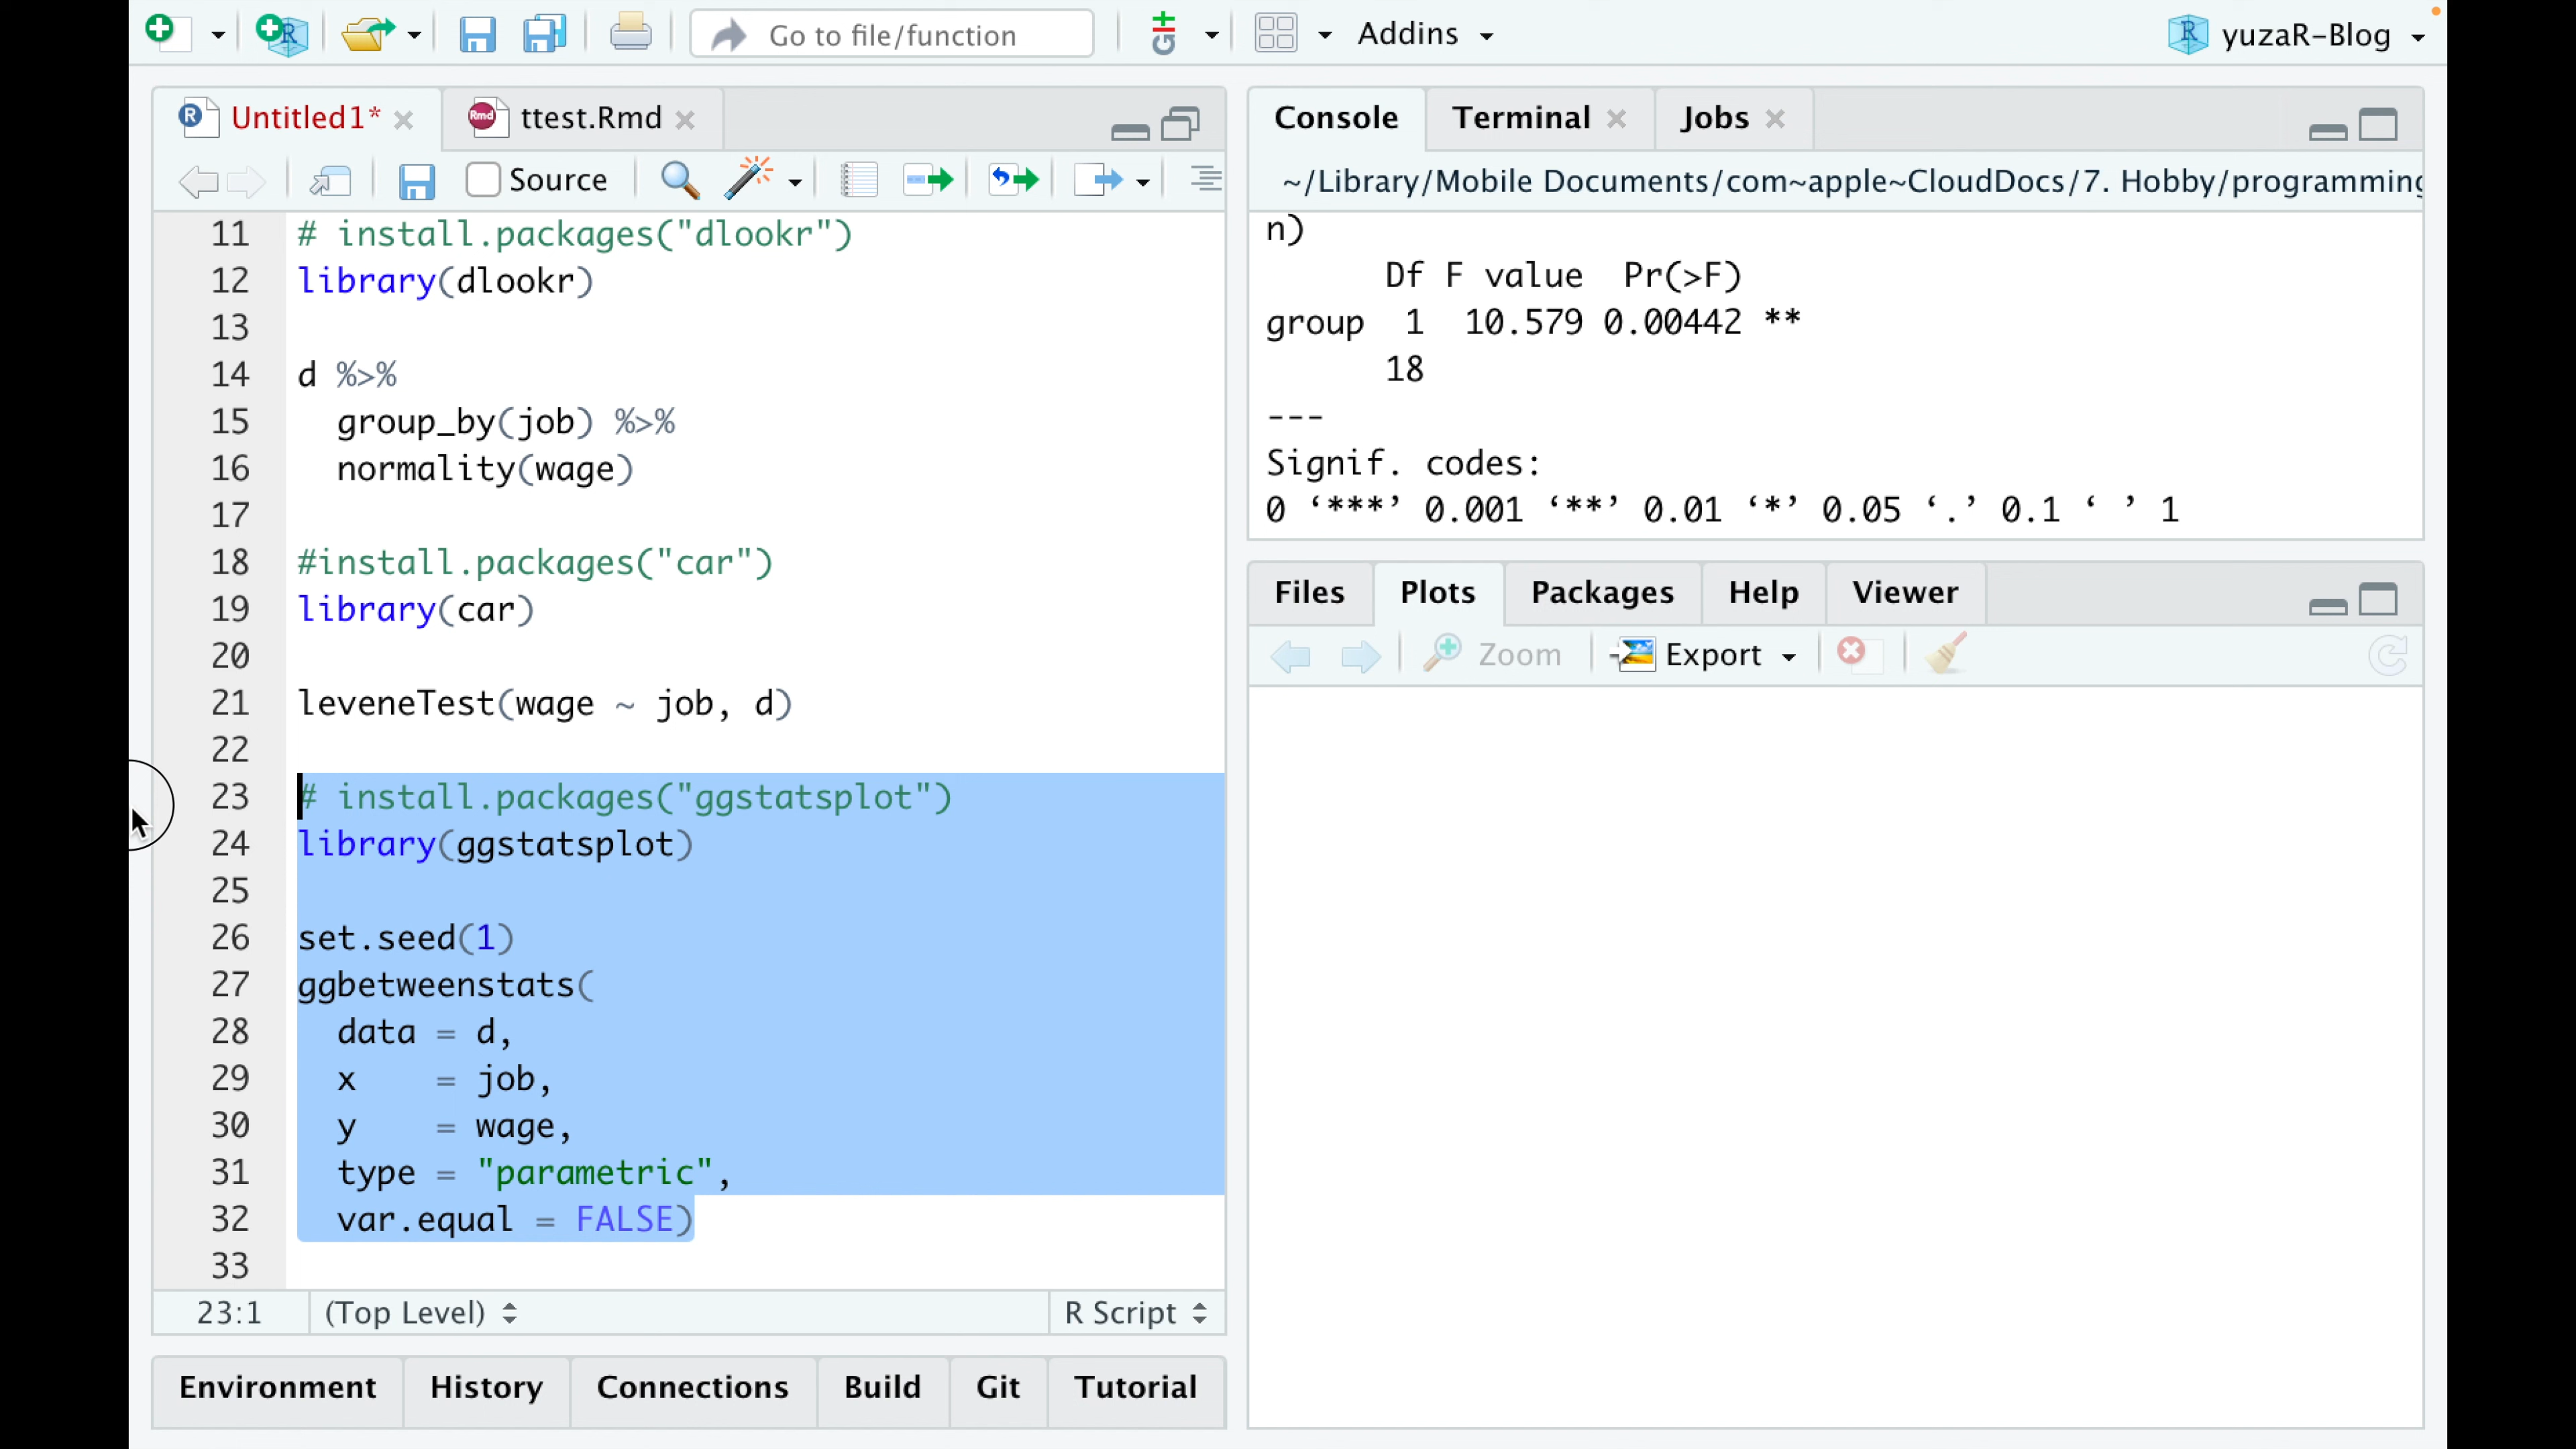 Go to file/function
Addins
yuzaR-Blog
Untitled1*
ttest.Rmd
Source
11 # install.packages("dlookr")
12 library(dlookr)
13
14 d %>%
15   group_by(job) %>%
16   normality(wage)
17
18 #install.packages("car")
19 library(car)
20
21 leveneTest(wage ~ job, d)
22
23 # install.packages("ggstatsplot")
24 library(ggstatsplot)
25
26 set.seed(1)
27 ggbetweenstats(
28   data = d,
29   x    = job,
30   y    = wage,
31   type = "parametric",
32   var.equal = FALSE)
33
23:1 (Top Level) R Script
Environment History Connections Build Git Tutorial
Console Terminal Jobs
~/Library/Mobile Documents/com~apple~CloudDocs/7. Hobby/programming
n)
      Df F value  Pr(>F)
group  1  10.579 0.00442 **
      18
---
Signif. codes:
0 ‘***’ 0.001 ‘**’ 0.01 ‘*’ 0.05 ‘.’ 0.1 ‘ ’ 1
Files Plots Packages Help Viewer
Zoom Export